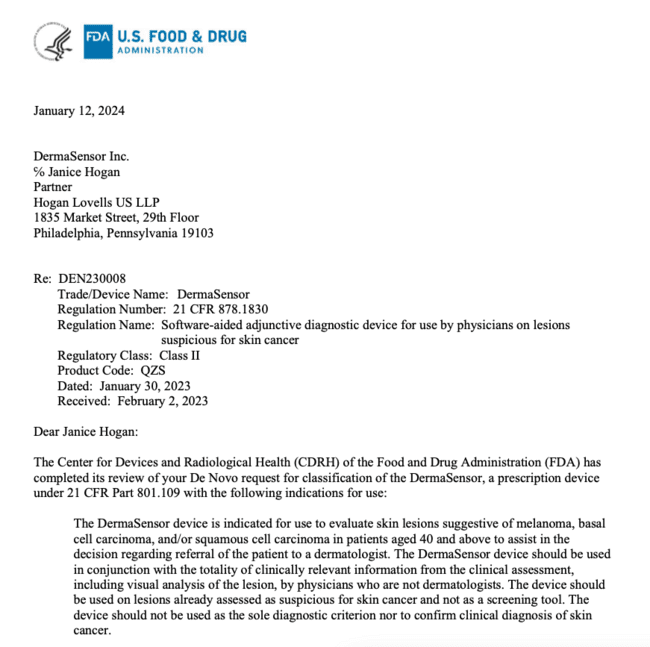 FDA U.S. FOOD & DRUG
ADMINISTRATION
January 12, 2024
DermaSensor Inc.
℅ Janice Hogan
Partner
Hogan Lovells US LLP
1835 Market Street, 29th Floor
Philadelphia, Pennsylvania 19103
Re: DEN230008
Trade/Device Name: DermaSensor
Regulation Number: 21 CFR 878.1830
Regulation Name: Software-aided adjunctive diagnostic device for use by physicians on lesions
suspicious for skin cancer
Regulatory Class: Class II
Product Code: QZS
Dated: January 30, 2023
Received: February 2, 2023
Dear Janice Hogan:
The Center for Devices and Radiological Health (CDRH) of the Food and Drug Administration (FDA) has
completed its review of your De Novo request for classification of the DermaSensor, a prescription device
under 21 CFR Part 801.109 with the following indications for use:
The DermaSensor device is indicated for use to evaluate skin lesions suggestive of melanoma, basal
cell carcinoma, and/or squamous cell carcinoma in patients aged 40 and above to assist in the
decision regarding referral of the patient to a dermatologist. The DermaSensor device should be used
in conjunction with the totality of clinically relevant information from the clinical assessment,
including visual analysis of the lesion, by physicians who are not dermatologists. The device should
be used on lesions already assessed as suspicious for skin cancer and not as a screening tool. The
device should not be used as the sole diagnostic criterion nor to confirm clinical diagnosis of skin
cancer.